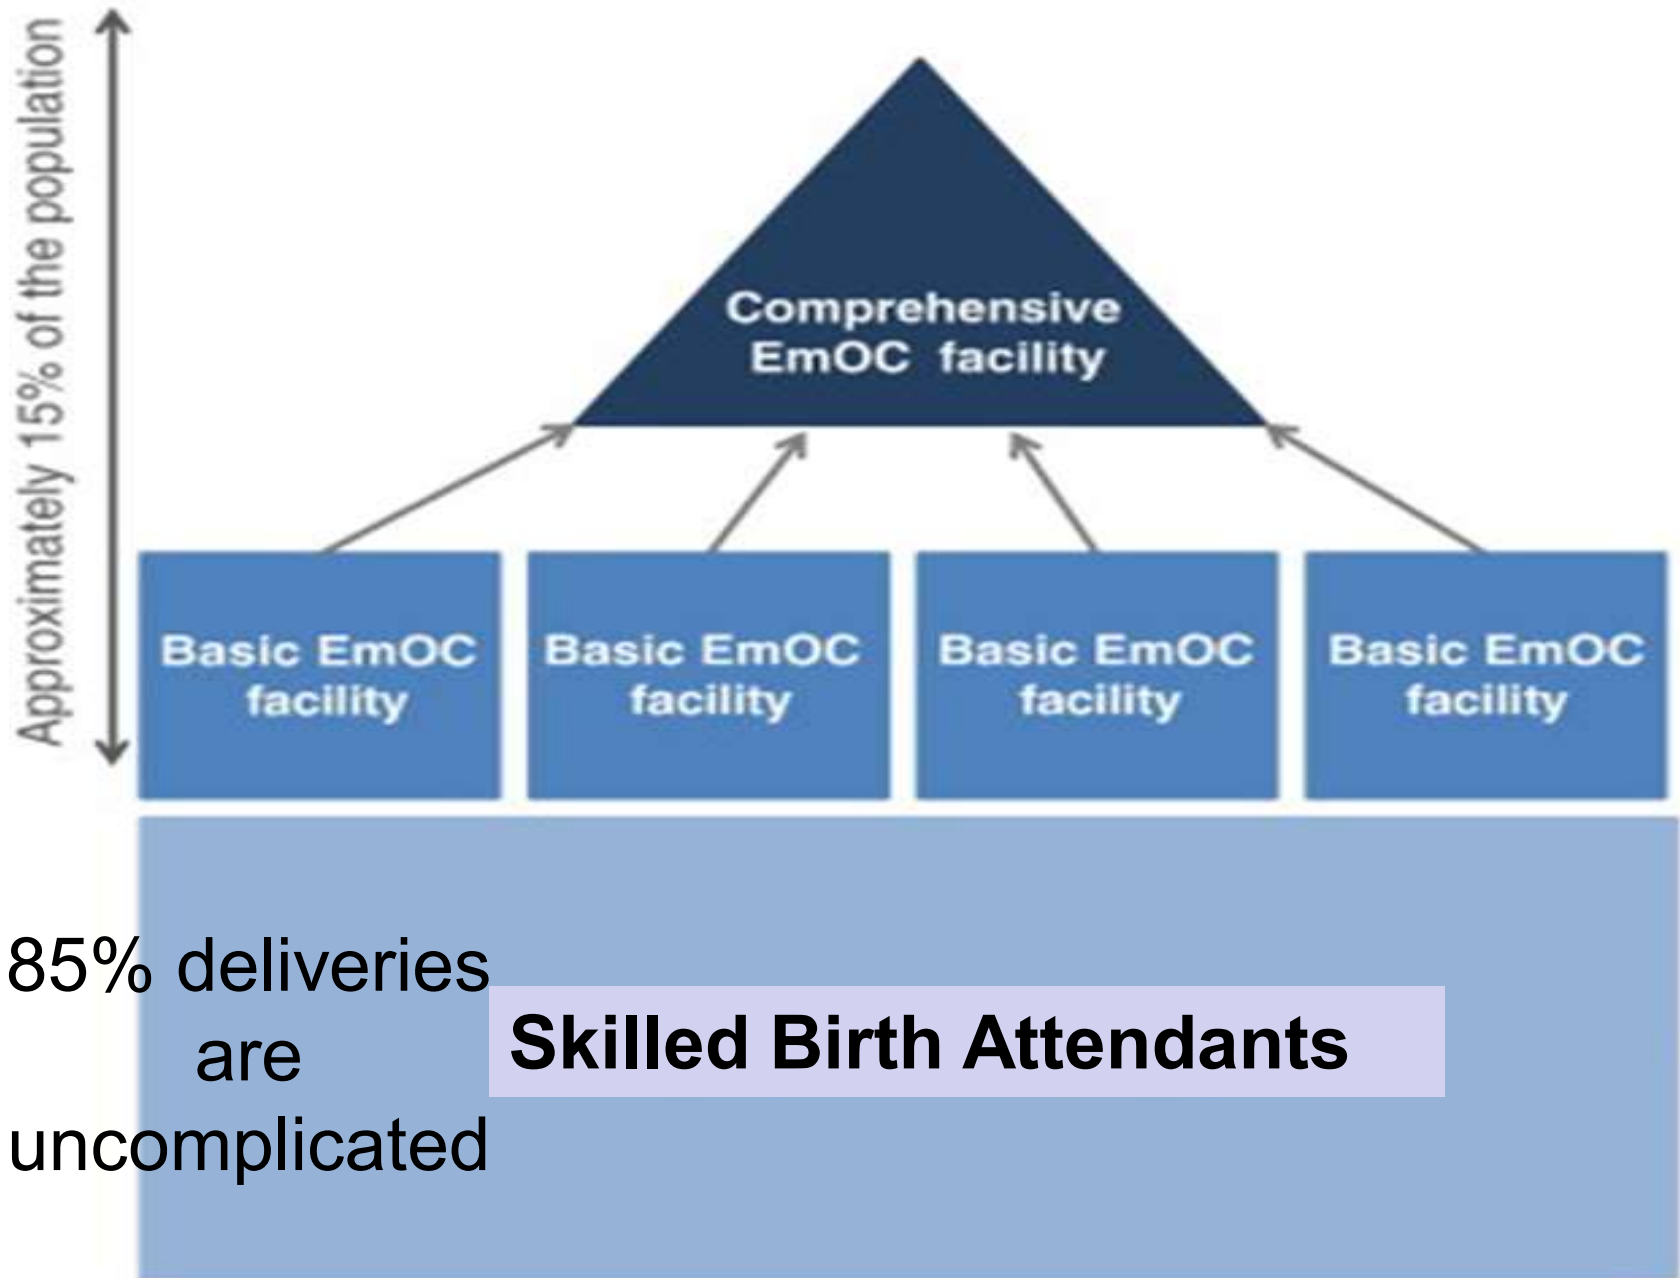 Approximately 15% of the population
Comprehensive
EmOC facility
Basic EmOC
facility
Basic EmOC
facility
Basic EmOC
facility
Basic EmOC
facility
85% deliveries
are
uncomplicated
Skilled Birth Attendants